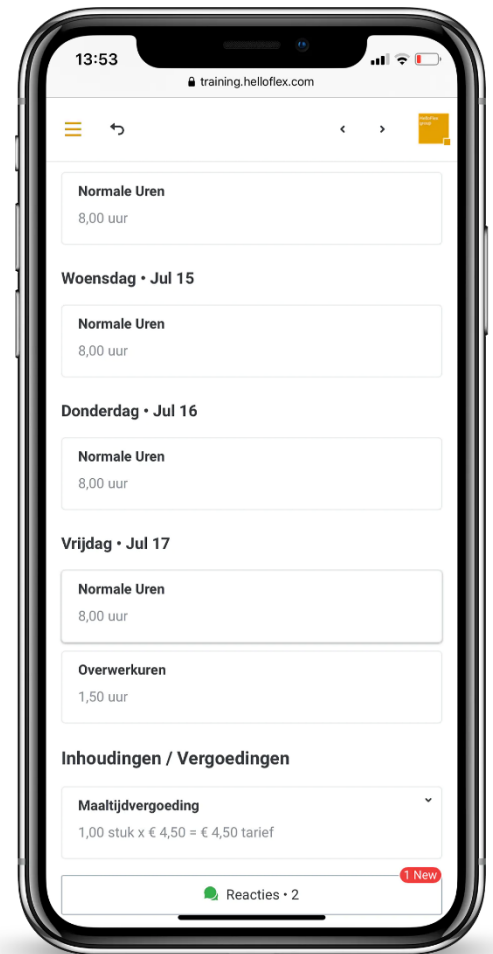 13:53
training.helloflex.com
Normale Uren
8,00 uur
Woensdag • Jul 15
Normale Uren
8,00 uur
Donderdag • Jul 16
Normale Uren
8,00 uur
Vrijdag • Jul 17
Normale Uren
8,00 uur
Overwerkuren
1,50 uur
Inhoudingen / Vergoedingen
Maaltijdvergoeding
1,00 stuk x € 4,50 = € 4,50 tarief
1 New
Reacties • 2